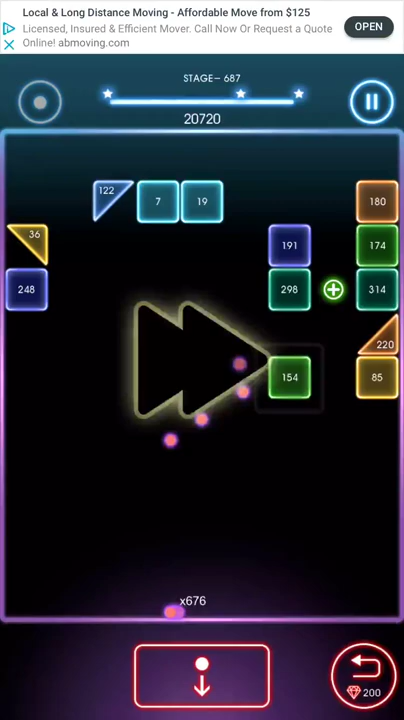 Local & Long Distance Moving - Affordable Move from $125
Licensed, Insured & Efficient Mover. Call Now Or Request a Quote
Online! abmoving.com
OPEN
STAGE- 687
20720
122
7
19
180
36
191
174
248
298
314
220
154
85
x676
200